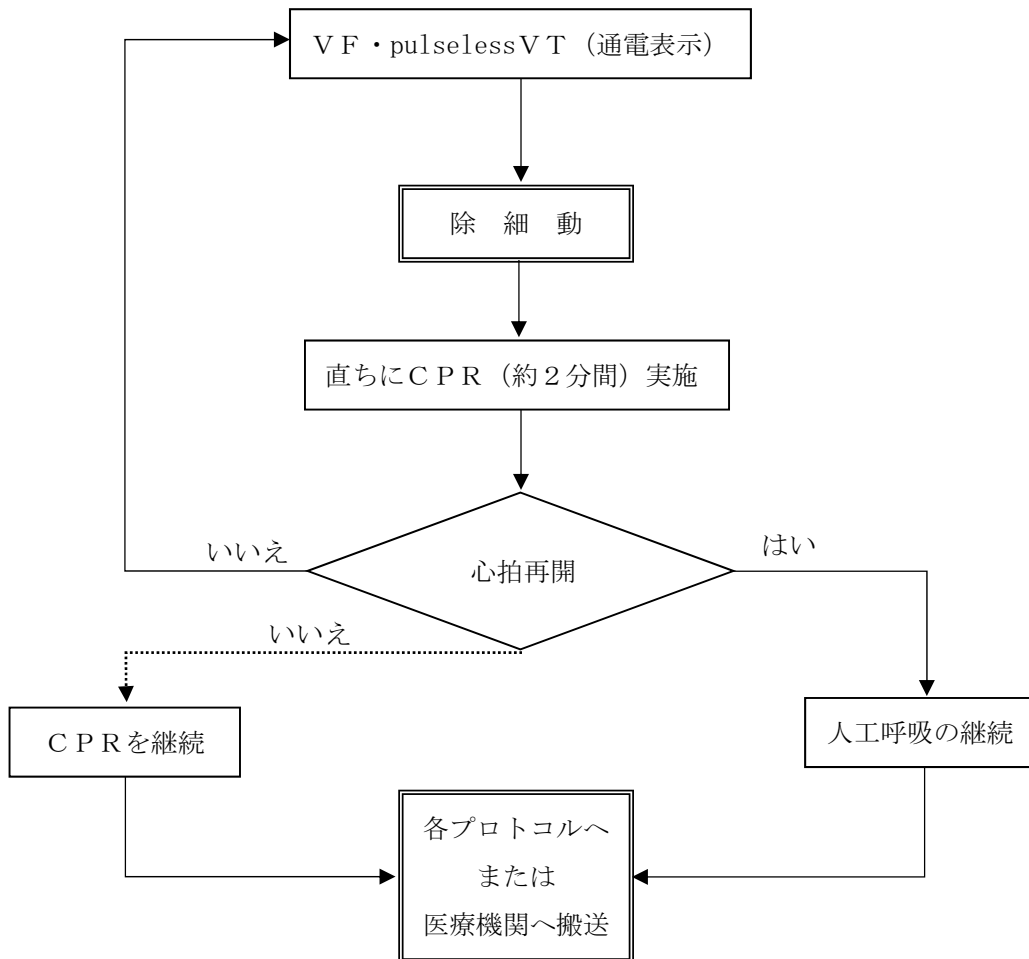 ＶＦ・pulselessＶＴ（通電表示）
除　細　動
直ちにＣＰＲ（約２分間）実施
いいえ
はい
心拍再開
いいえ
ＣＰＲを継続
人工呼吸の継続
各プロトコルへ
または
医療機関へ搬送